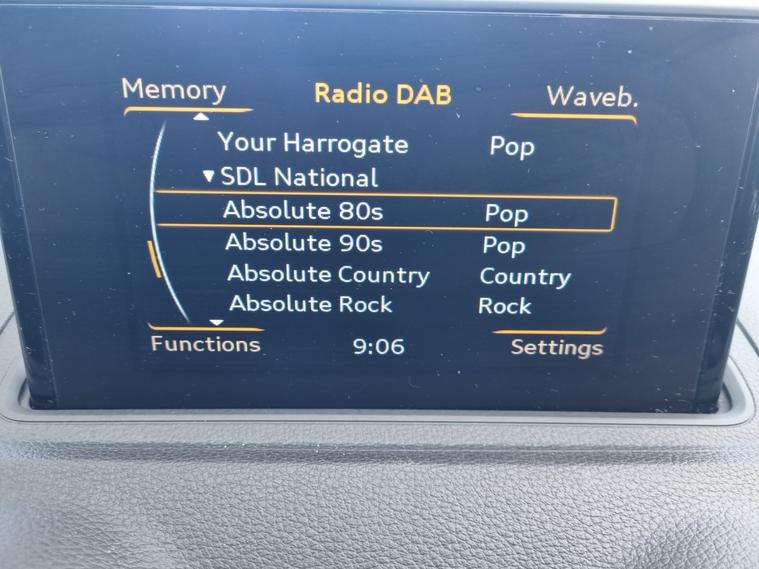 Memory Radio DAB Waveb.
Your Harrogate Pop
SDL National
Absolute 80s Pop
Absolute 90s Pop
Absolute Country Country
Absolute Rock Rock
Functions 9:06 Settings